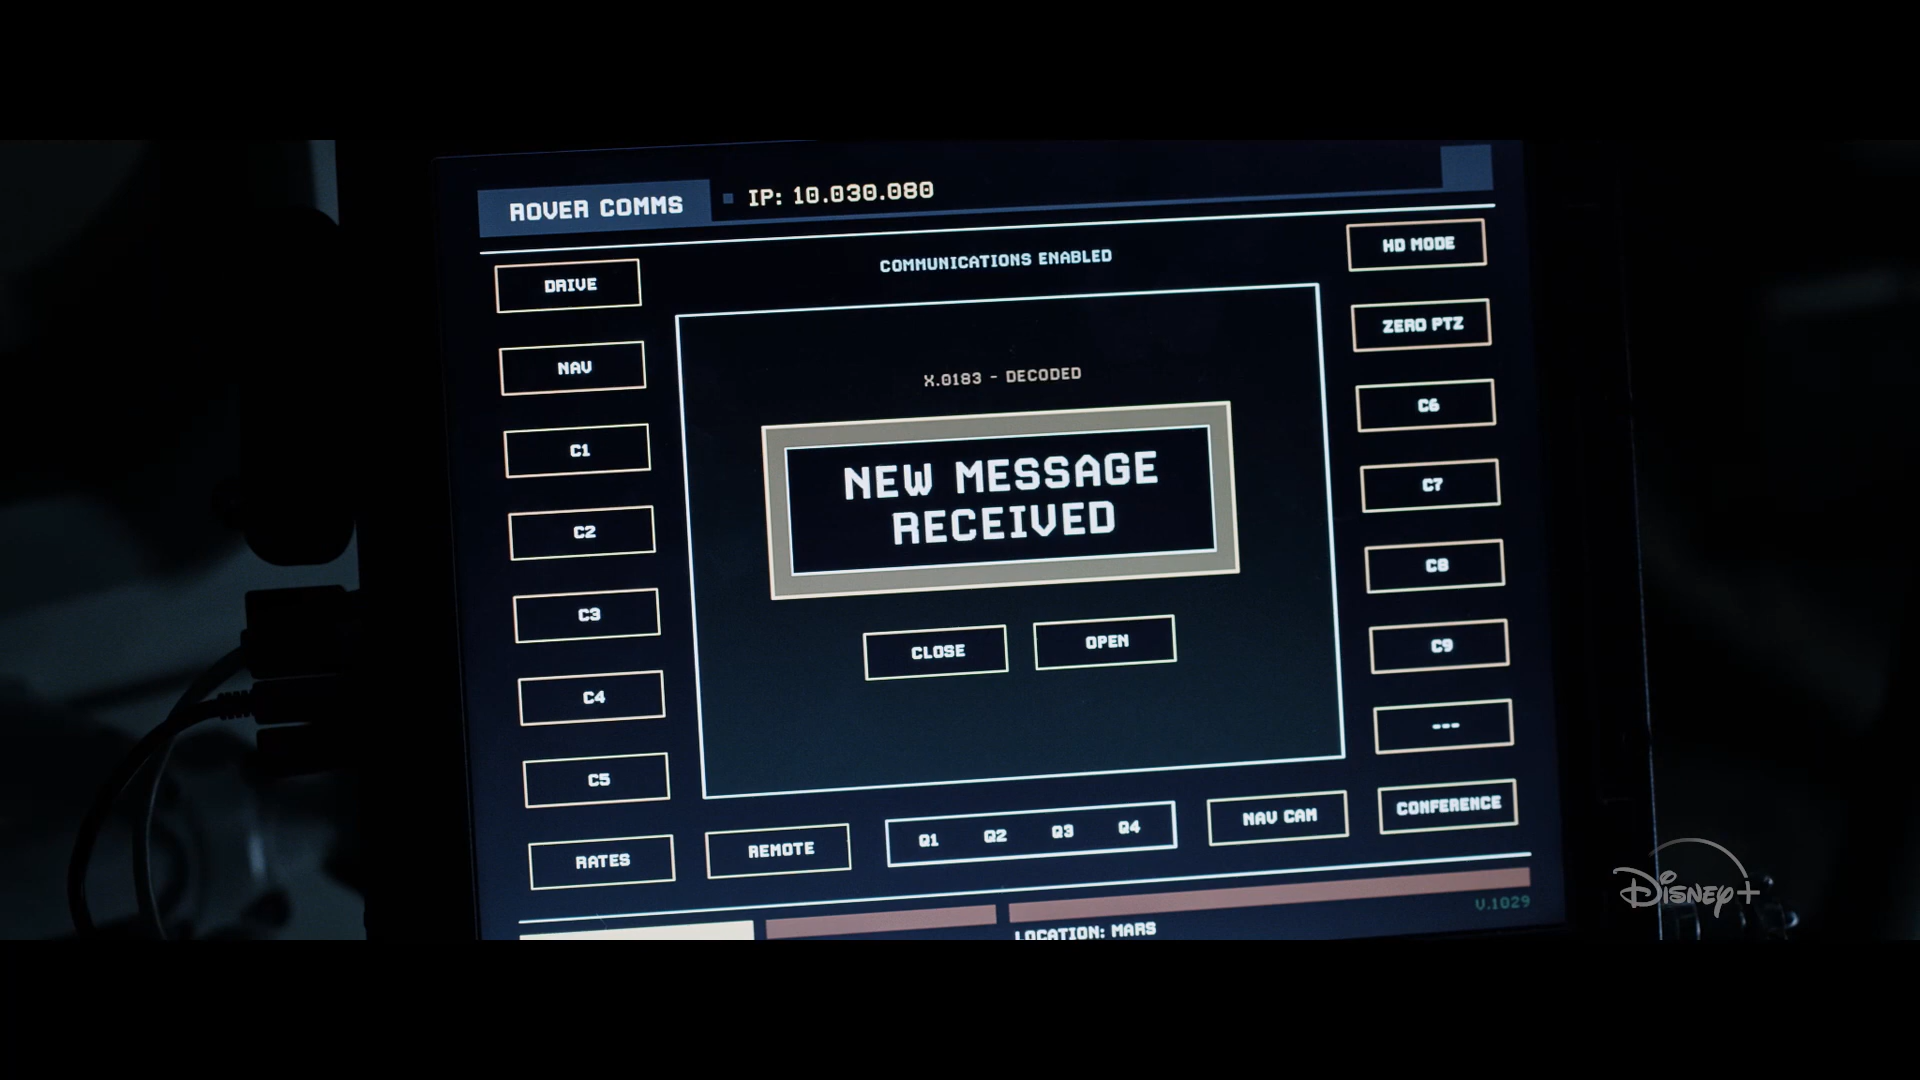 ROVER COMMS
IP: 10.030.080
COMMUNICATIONS ENABLED
HD MODE
DRIVE
ZERO PTZ
NAV
X.0183 - DECODED
C6
C1
NEW MESSAGE
RECEIVED
C7
C2
C8
C3
CLOSE
OPEN
C9
C4
---
C5
CONFERENCE
RATES
REMOTE
Q1 Q2 Q3 Q4
NAV CAM
V.1029
LOCATION: MARS
Disney+